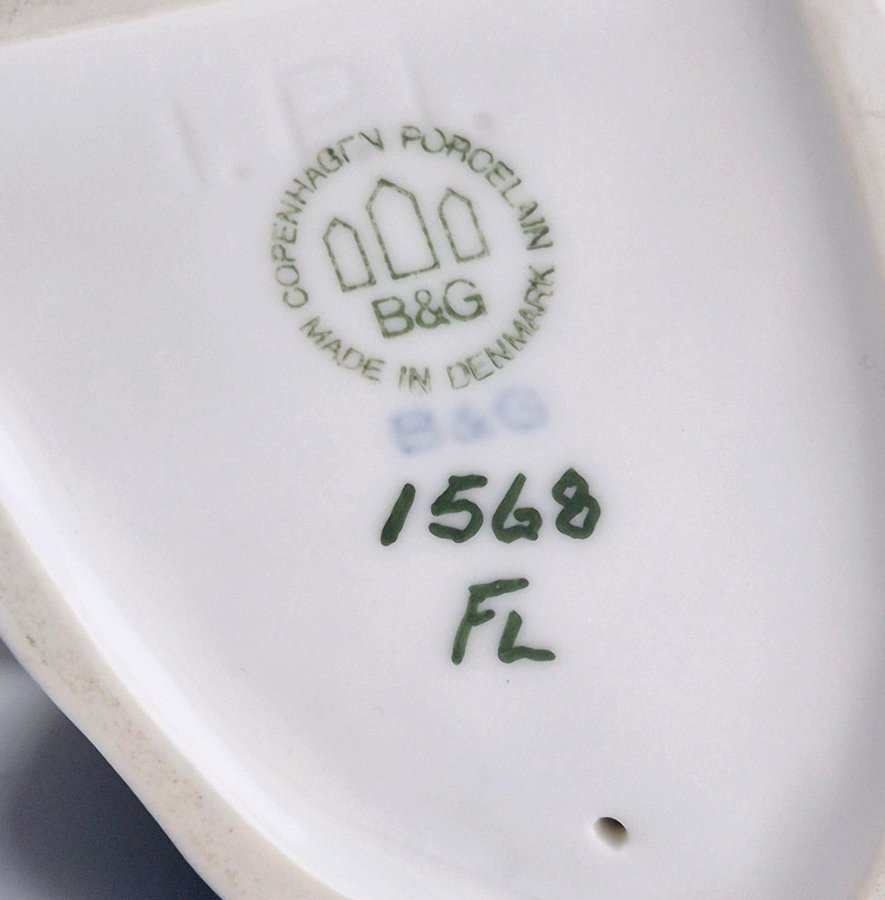 I.P.I.
COPENHAGEN PORCELAIN
B&G
MADE IN DENMARK
B&G
1568
FL